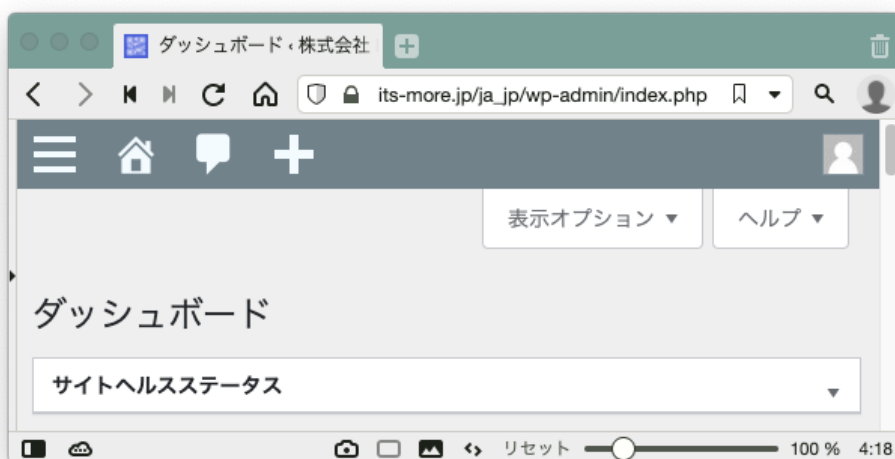 ダッシュボード ‹ 株式会社
its-more.jp/ja_jp/wp-admin/index.php
表示オプション ▼
ヘルプ ▼
ダッシュボード
サイトヘルスステータス
リセット 100 % 4:18